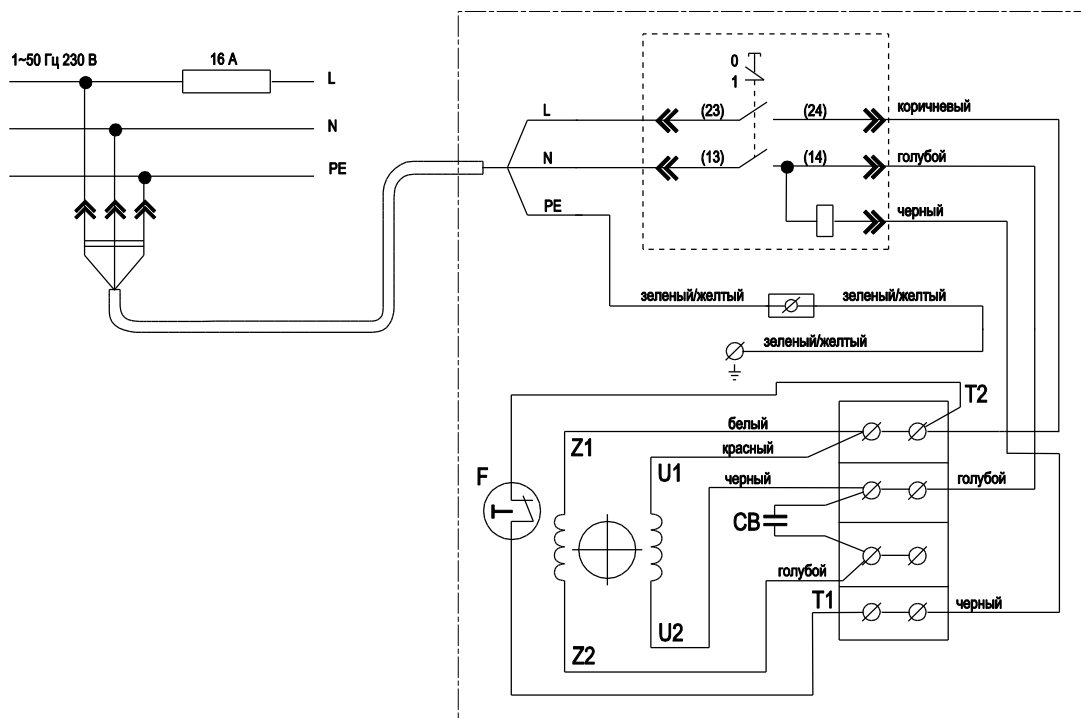 1~50 Гц 230 В
16 А
L
N
PE
0
1
L
(23)
(24)
коричневый
N
(13)
(14)
голубой
PE
черный
зеленый/желтый
зеленый/желтый
зеленый/желтый
T2
белый
Z1
красный
U1
F
черный
голубой
CB
голубой
T1
черный
U2
Z2